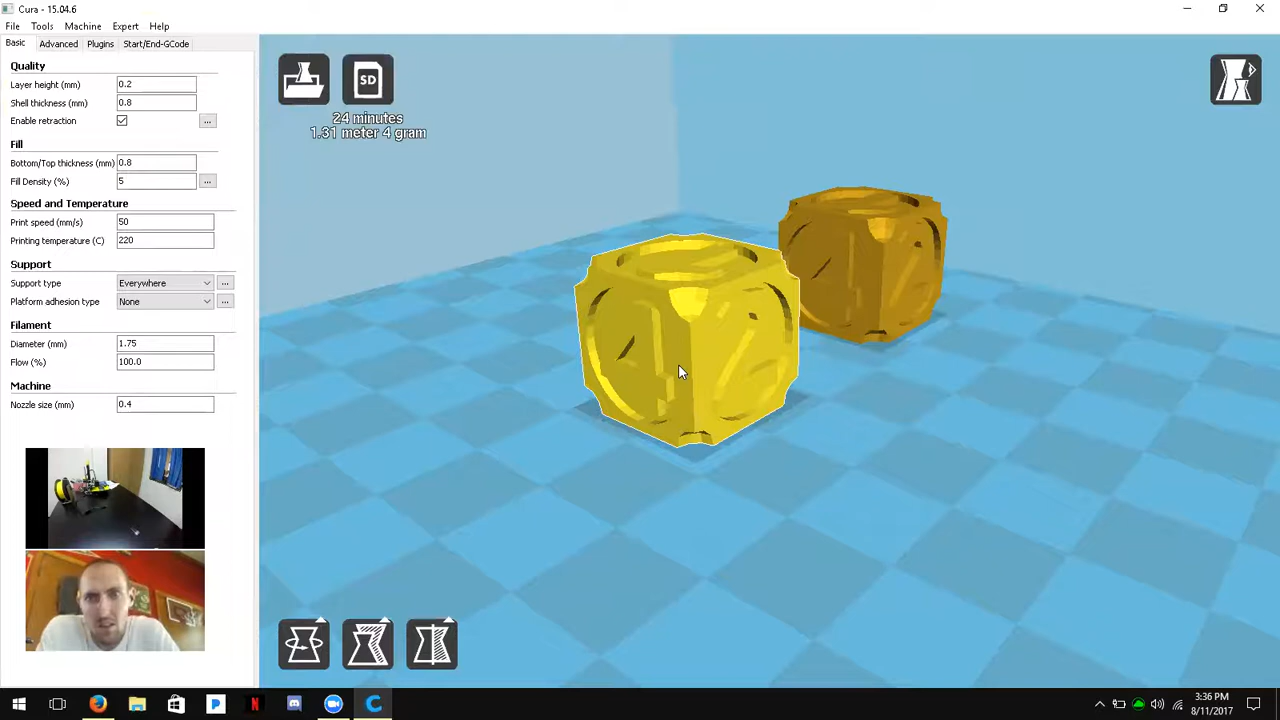 Cura - 15.04.6
File Tools Machine Expert Help
Basic Advanced Plugins Start/End-GCode
Quality
Layer height (mm) 0.2
Shell thickness (mm) 0.8
Enable retraction ...
Fill
Bottom/Top thickness (mm) 0.8
Fill Density (%) 5 ...
Speed and Temperature
Print speed (mm/s) 50
Printing temperature (C) 220
Support
Support type Everywhere ...
Platform adhesion type None ...
Filament
Diameter (mm) 1.75
Flow (%) 100.0
Machine
Nozzle size (mm) 0.4
SD
24 minutes
1.31 meter 4 gram
3:36 PM
8/11/2017